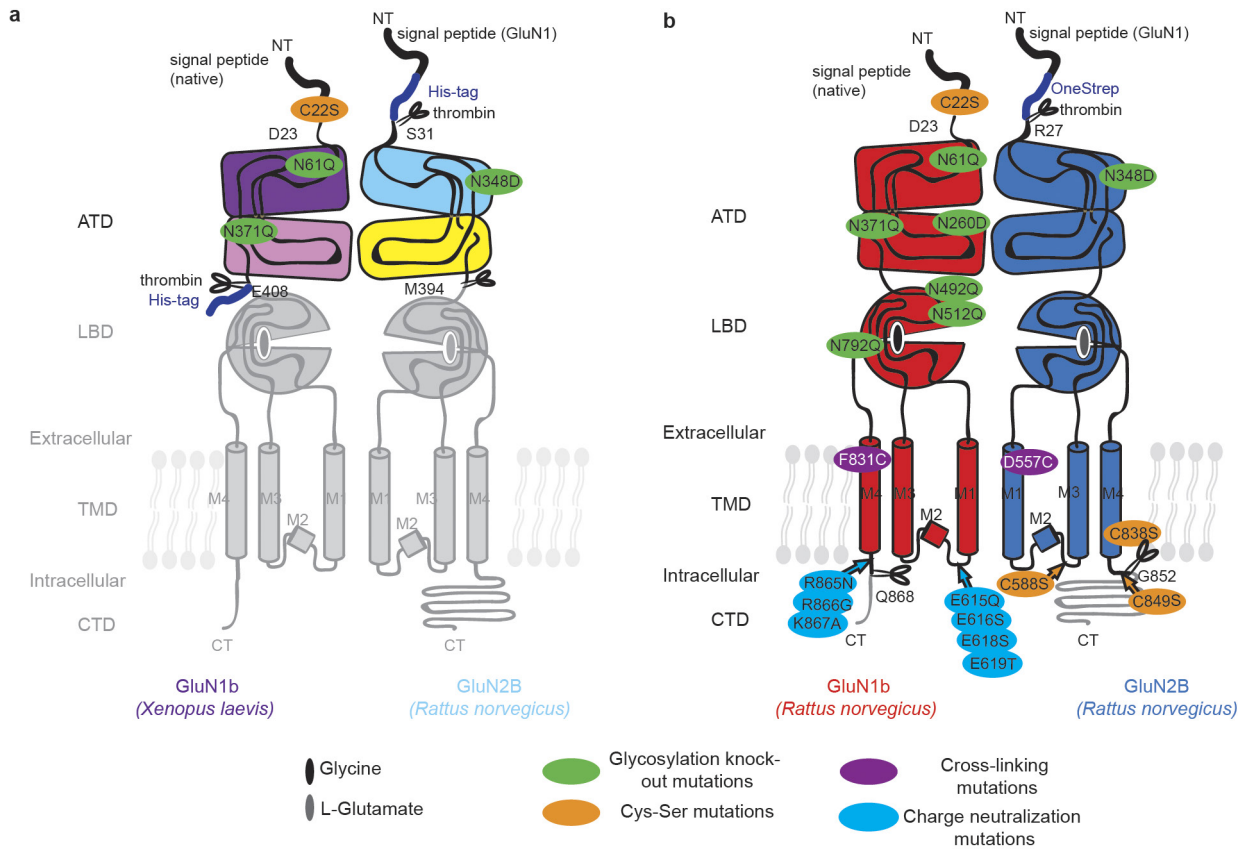 a
NT
signal peptide (GluN1)
NT
signal peptide
(native)
His-tag
C22S
thrombin
D23
S31
N61Q
N348D
ATD
N371Q
thrombin
His-tag
E408
M394
LBD
Extracellular
TMD
M4
M3
M1
M1
M3
M4
M2
M2
Intracellular
CTD
CT
CT
GluN1b
(Xenopus laevis)
GluN2B
(Rattus norvegicus)
b
NT
signal peptide (GluN1)
NT
signal peptide
(native)
OneStrep
C22S
thrombin
D23
R27
N61Q
N348D
ATD
N371Q
N260D
N492Q
N512Q
LBD
N792Q
Extracellular
F831C
D557C
TMD
M4
M3
M1
M1
M3
M4
M2
M2
C838S
Intracellular
R865N
Q868
C588S
G852
R866G
E615Q
C849S
CTD
K867A
E616S
CT
E618S
CT
E619T
GluN1b
(Rattus norvegicus)
GluN2B
(Rattus norvegicus)
Glycine
L-Glutamate
Glycosylation knock-
out mutations
Cys-Ser mutations
Cross-linking
mutations
Charge neutralization
mutations